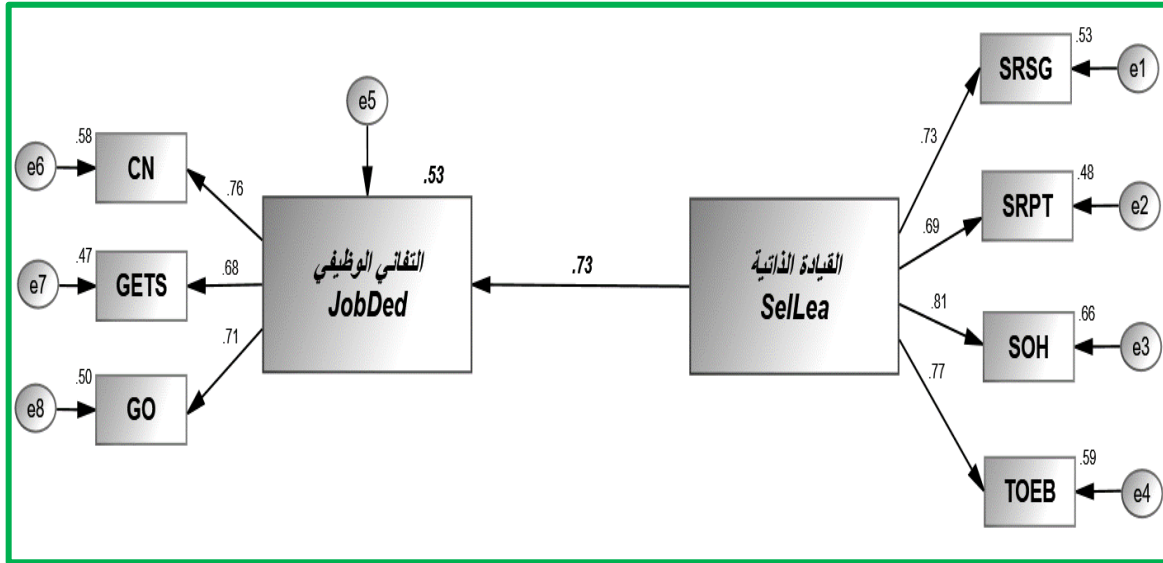 e5
e6
.58
CN
.76
e7
.47
GETS
.68
e8
.50
GO
.71
.53
التفاني الوظيفي
JobDed
.73
القيادة الذاتية
SelLea
.73
SRSG
.53
e1
.69
SRPT
.48
e2
.81
SOH
.66
e3
.77
TOEB
.59
e4